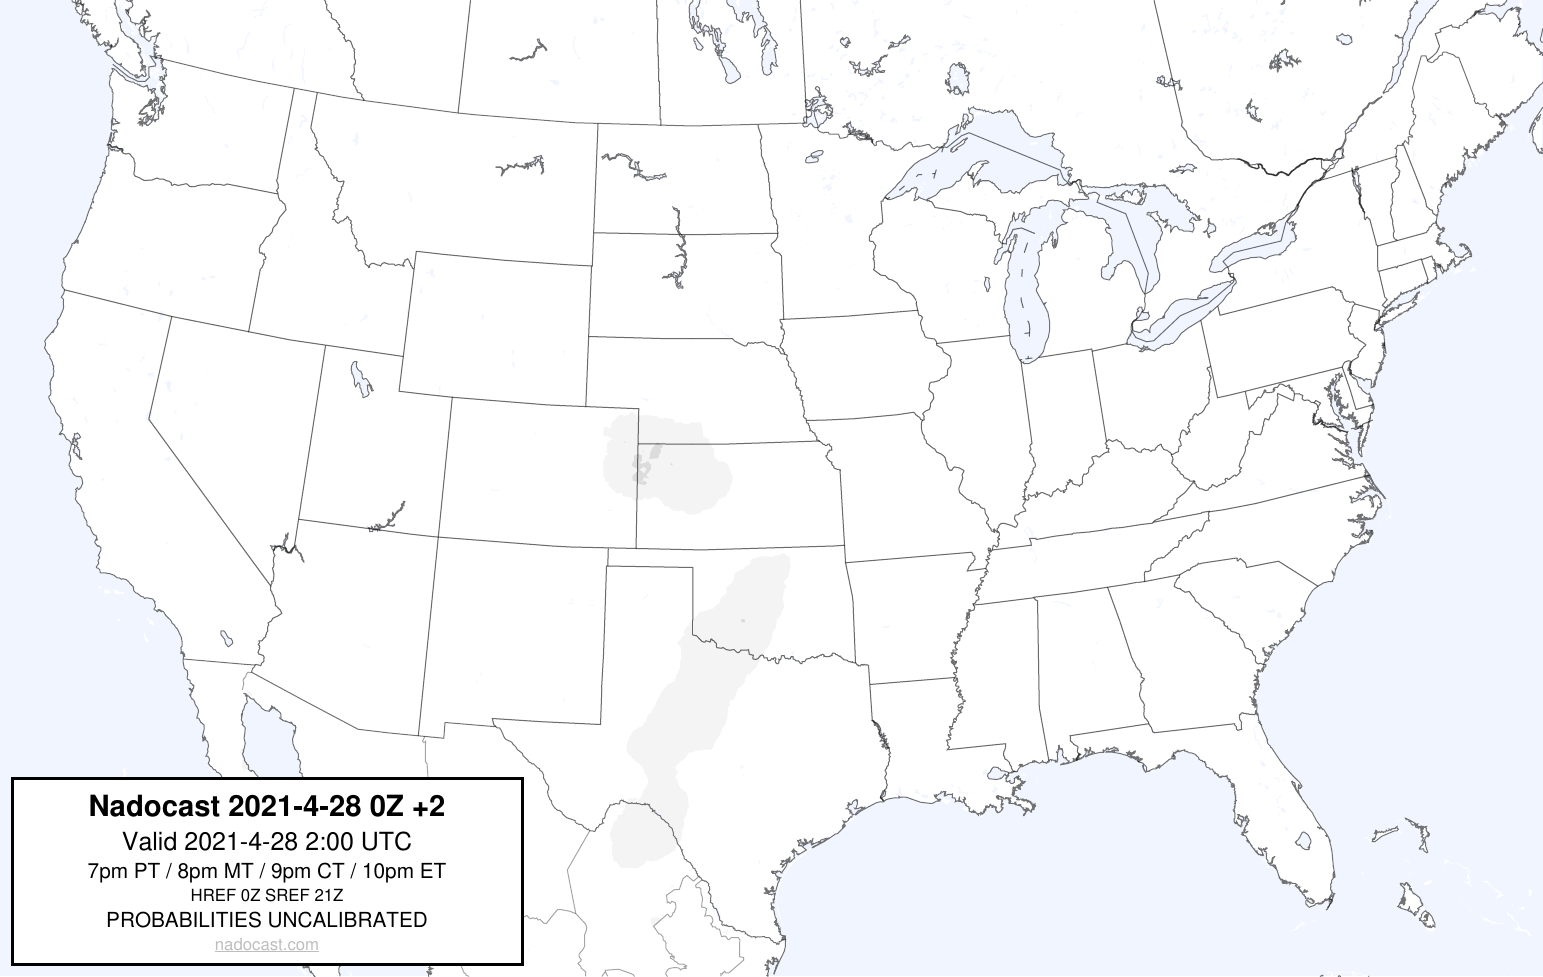 Nadocast 2021-4-28 0Z +2
Valid 2021-4-28 2:00 UTC
7pm PT / 8pm MT / 9pm CT / 10pm ET
HREF 0Z SREF 21Z
PROBABILITIES UNCALIBRATED
nadocast.com